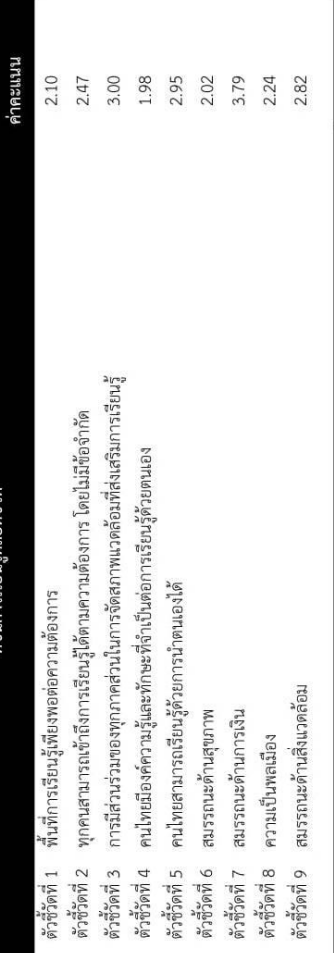 ค่าคะแนน
ตัวชี้วัดที่ 1 พื้นที่การเรียนรู้เพียงพอต่อความต้องการ 2.10
ตัวชี้วัดที่ 2 ทุกคนสามารถเข้าถึงการเรียนรู้ได้ตามความต้องการ โดยไม่มีข้อจำกัด 2.47
ตัวชี้วัดที่ 3 การมีส่วนร่วมของทุกภาคส่วนในการจัดสภาพแวดล้อมที่ส่งเสริมการเรียนรู้ 3.00
ตัวชี้วัดที่ 4 คนไทยมีองค์ความรู้และทักษะที่จำเป็นต่อการเรียนรู้ด้วยตนเอง 1.98
ตัวชี้วัดที่ 5 คนไทยสามารถเรียนรู้ด้วยการนำตนเองได้ 2.95
ตัวชี้วัดที่ 6 สมรรถนะด้านสุขภาพ 2.02
ตัวชี้วัดที่ 7 สมรรถนะด้านการเงิน 3.79
ตัวชี้วัดที่ 8 ความเป็นพลเมือง 2.24
ตัวชี้วัดที่ 9 สมรรถนะด้านสิ่งแวดล้อม 2.82